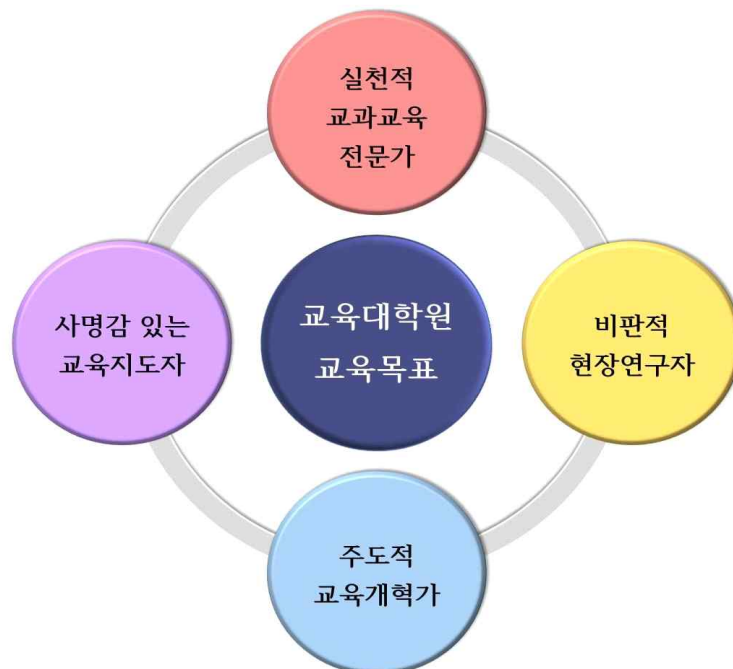 실천적
교과교육
전문가
사명감 있는
교육지도자
교육대학원
교육목표
비판적
현장연구자
주도적
교육개혁가